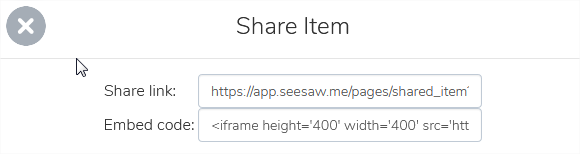 Share Item
Share link: https://app.seesaw.me/pages/shared_item
Embed code: <iframe height='400' width='400' src='htt